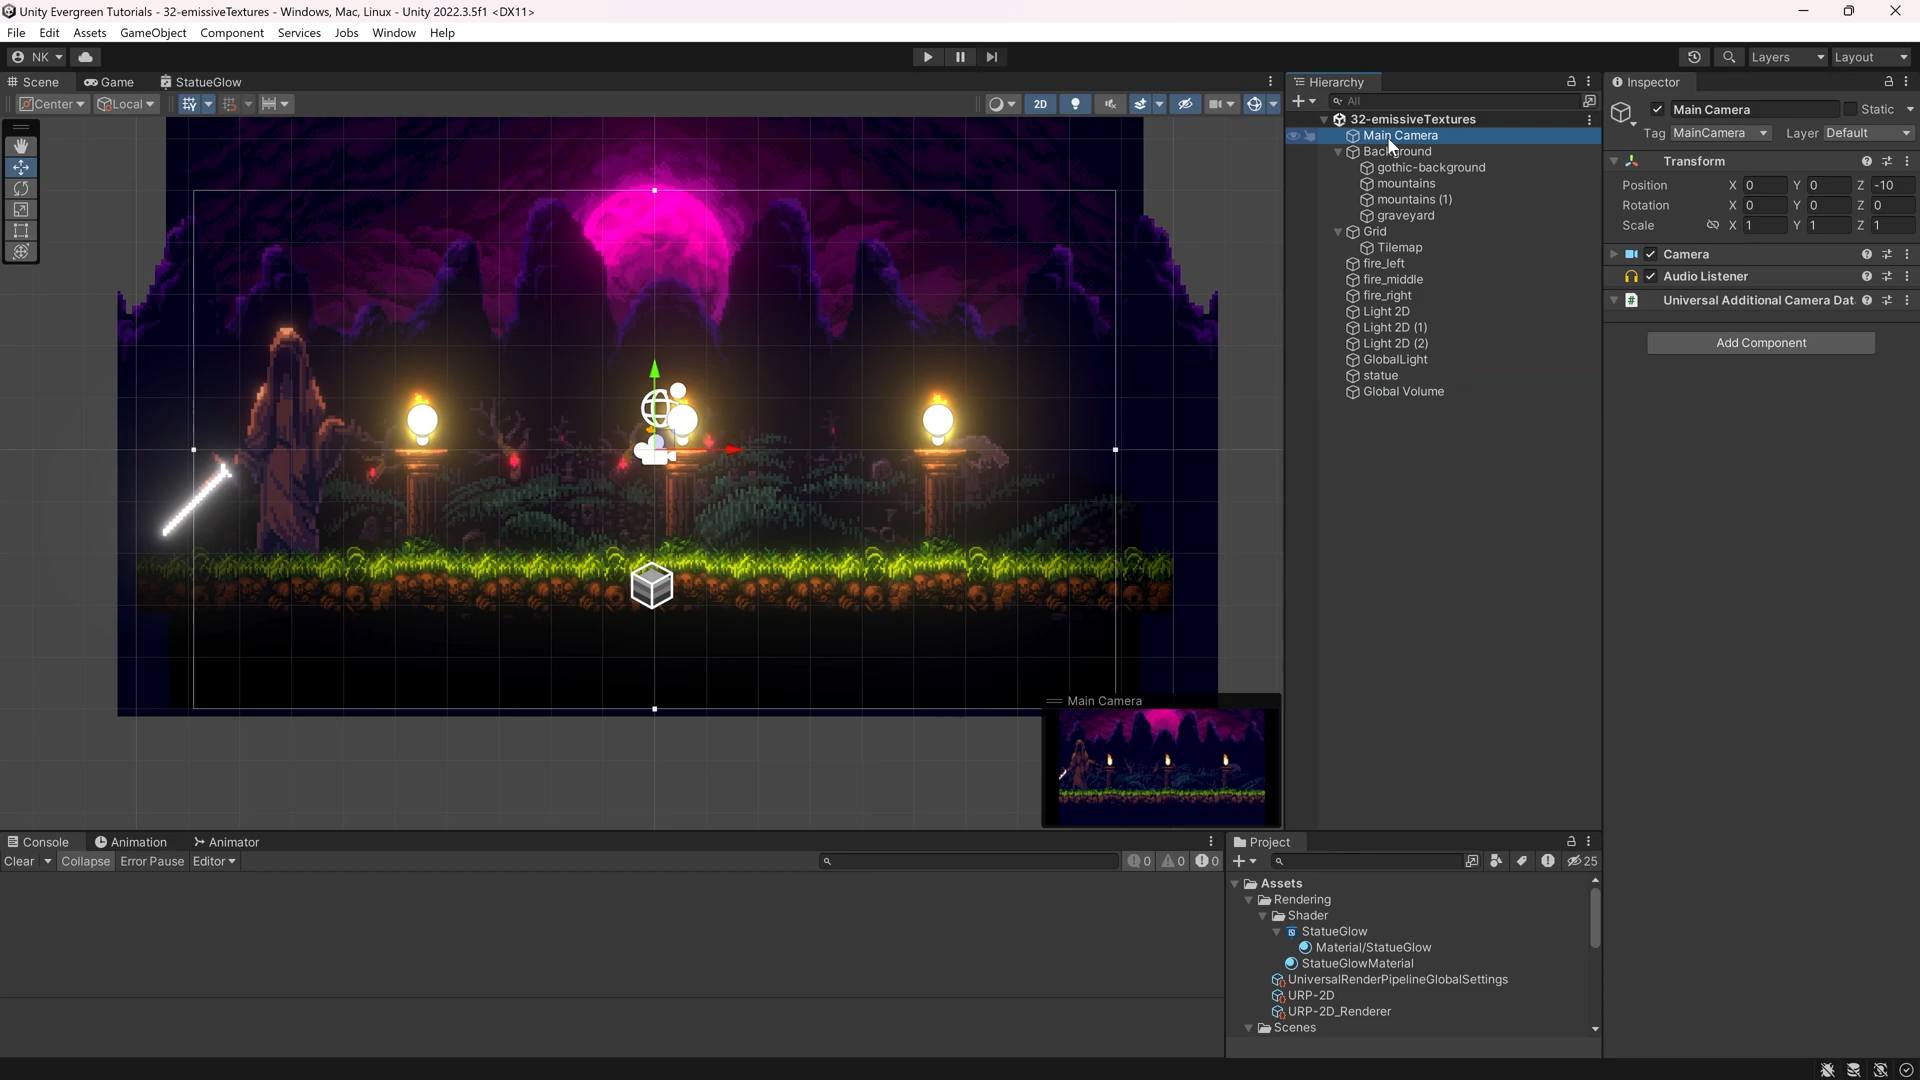 Unity Evergreen Tutorials - 32-emissiveTextures - Windows, Mac, Linux - Unity 2022.3.5f1 <DX11>
File Edit Assets GameObject Component Services Jobs Window Help
NK Layers Layout
Scene Game StatueGlow
Center Local 2D
Hierarchy
All
32-emissiveTextures
Main Camera
Background
gothic-background
mountains
mountains (1)
graveyard
Grid
Tilemap
fire_left
fire_middle
fire_right
Light 2D
Light 2D (1)
Light 2D (2)
GlobalLight
statue
Global Volume
Inspector
Main Camera Static
Tag MainCamera Layer Default
Transform
Position X 0 Y 0 Z -10
Rotation X 0 Y 0 Z 0
Scale X 1 Y 1 Z 1
Camera
Audio Listener
# Universal Additional Camera Dat
Add Component
Main Camera
Console Animation Animator
Clear Collapse Error Pause Editor 0 0 0
Project
25
Assets
Rendering
Shader
StatueGlow
Material/StatueGlow
StatueGlowMaterial
UniversalRenderPipelineGlobalSettings
URP-2D
URP-2D_Renderer
Scenes